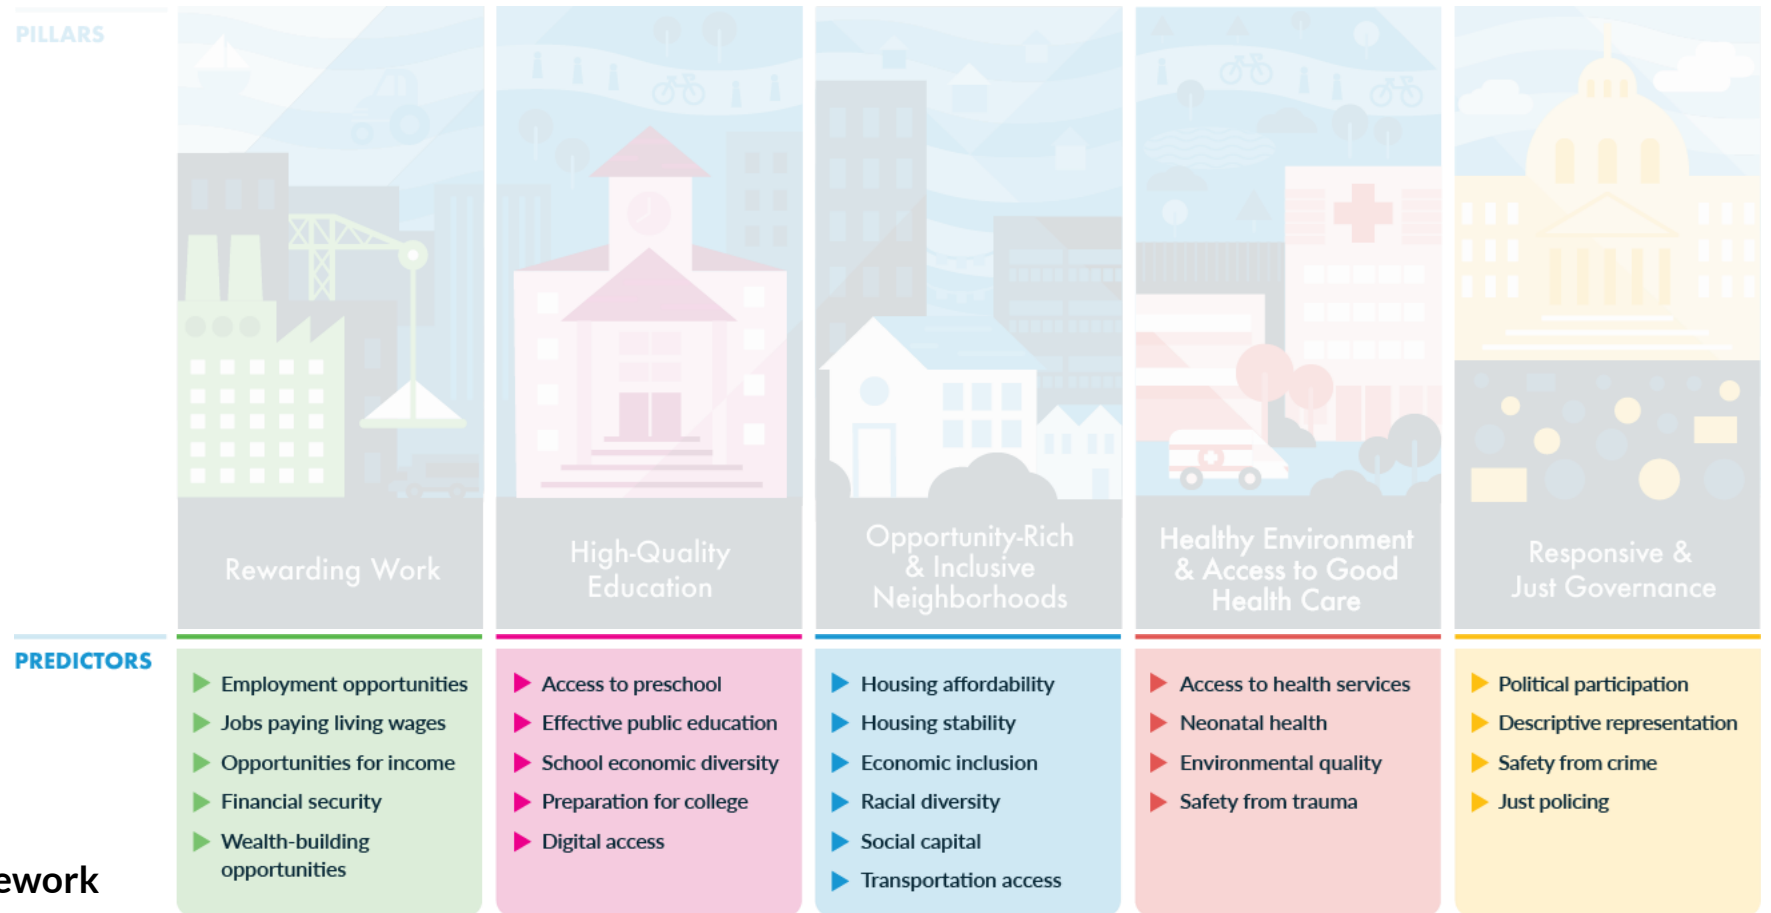 PILLARS
Rewarding Work
High-Quality
Education
Opportunity-Rich
& Inclusive
Neighborhoods
Healthy Environment
& Access to Good
Health Care
Responsive &
Just Governance
PREDICTORS
Employment opportunities
Jobs paying living wages
Opportunities for income
Financial security
Wealth-building
opportunities
Access to preschool
Effective public education
School economic diversity
Preparation for college
Digital access
Housing affordability
Housing stability
Economic inclusion
Racial diversity
Social capital
Transportation access
Access to health services
Neonatal health
Environmental quality
Safety from trauma
Political participation
Descriptive representation
Safety from crime
Just policing
ework